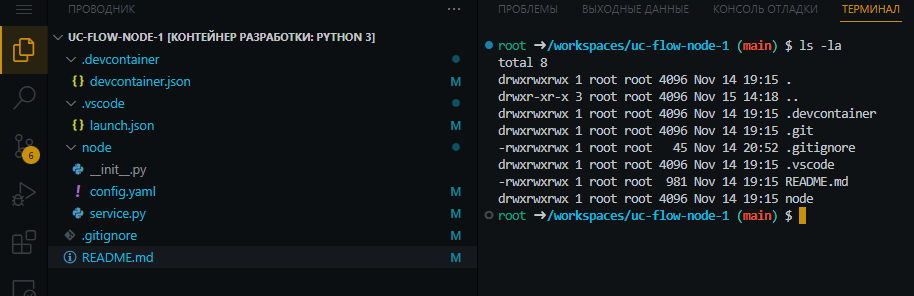 ПРОВОДНИК
···
UC-FLOW-NODE-1 [КОНТЕЙНЕР РАЗРАБОТКИ: PYTHON 3]
.devcontainer
{} devcontainer.json M
.vscode
{} launch.json M
node
__init__.py
! config.yaml M
service.py M
.gitignore M
README.md M
6
ПРОБЛЕМЫ ВЫХОДНЫЕ ДАННЫЕ КОНСОЛЬ ОТЛАДКИ ТЕРМИНАЛ
root ➜ /workspaces/uc-flow-node-1 (main) $ ls -la
total 8
drwxrwxrwx 1 root root 4096 Nov 14 19:15 .
drwxr-xr-x 3 root root 4096 Nov 15 14:18 ..
drwxrwxrwx 1 root root 4096 Nov 14 19:15 .devcontainer
drwxrwxrwx 1 root root 4096 Nov 14 19:15 .git
-rwxrwxrwx 1 root root 45 Nov 14 20:52 .gitignore
drwxrwxrwx 1 root root 4096 Nov 14 19:15 .vscode
-rwxrwxrwx 1 root root 981 Nov 14 19:15 README.md
drwxrwxrwx 1 root root 4096 Nov 14 19:15 node
root ➜ /workspaces/uc-flow-node-1 (main) $